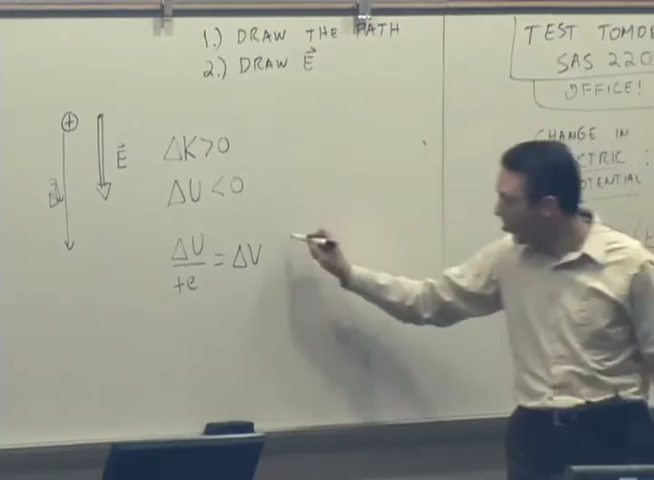 1.) DRAW THE PATH
2.) DRAW E⃗
TEST TOMO
SAS 220
OFFICE!
CHANGE IN
CTRIC :
POTENTIAL
+
E⃗
ΔK>0
ΔU<0
ΔU/+e = ΔV